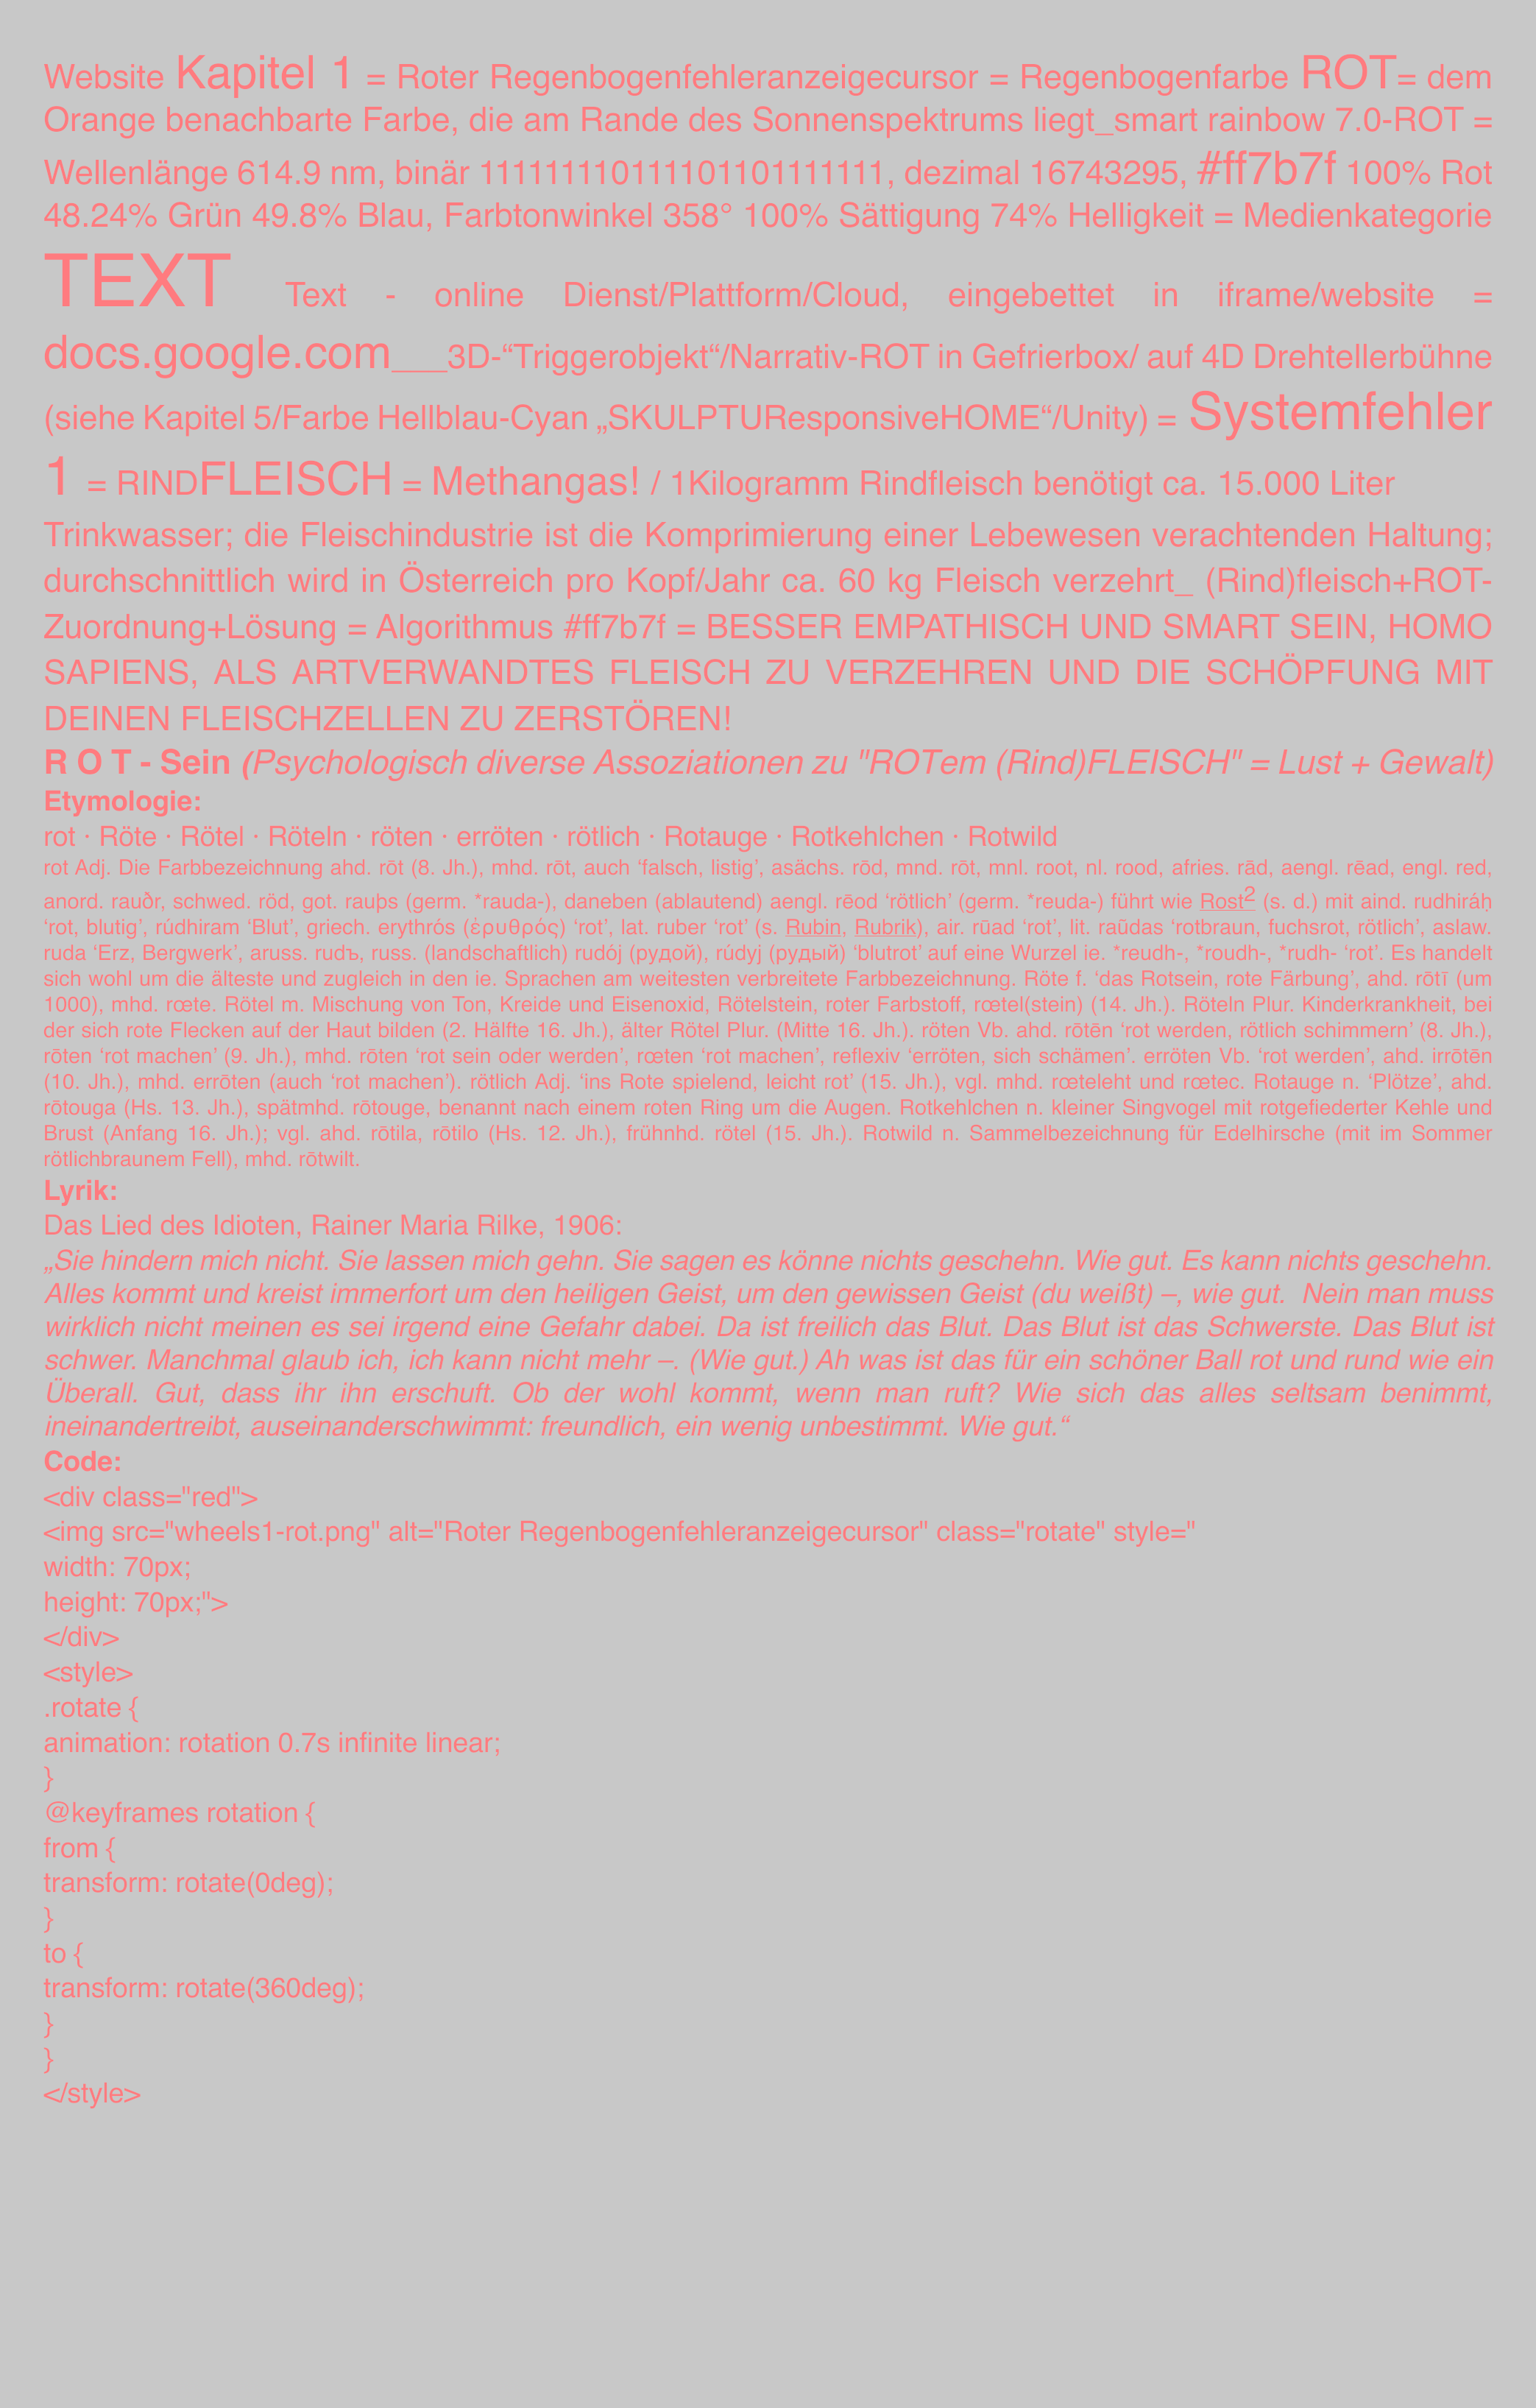 Website Kapitel 1 = Roter Regenbogenfehleranzeigecursor = Regenbogenfarbe ROT= dem
Orange benachbarte Farbe, die am Rande des Sonnenspektrums liegt_smart rainbow 7.0-ROT =
Wellenlänge 614.9 nm, binär 111111110111101101111111, dezimal 16743295, #ff7b7f 100% Rot
48.24% Grün 49.8% Blau, Farbtonwinkel 358° 100% Sättigung 74% Helligkeit = Medienkategorie
TEXT Text - online Dienst/Plattform/Cloud, eingebettet in iframe/website =
docs.google.com___3D-“Triggerobjekt“/Narrativ-ROT in Gefrierbox/ auf 4D Drehtellerbühne
(siehe Kapitel 5/Farbe Hellblau-Cyan „SKULPTUResponsiveHOME“/Unity) = Systemfehler
1 = RINDFLEISCH = Methangas! / 1Kilogramm Rindfleisch benötigt ca. 15.000 Liter
Trinkwasser; die Fleischindustrie ist die Komprimierung einer Lebewesen verachtenden Haltung;
durchschnittlich wird in Österreich pro Kopf/Jahr ca. 60 kg Fleisch verzehrt_ (Rind)fleisch+ROT-
Zuordnung+Lösung = Algorithmus #ff7b7f = BESSER EMPATHISCH UND SMART SEIN, HOMO
SAPIENS, ALS ARTVERWANDTES FLEISCH ZU VERZEHREN UND DIE SCHÖPFUNG MIT
DEINEN FLEISCHZELLEN ZU ZERSTÖREN!
R O T - Sein (Psychologisch diverse Assoziationen zu "ROTem (Rind)FLEISCH" = Lust + Gewalt)
Etymologie:
rot · Röte · Rötel · Röteln · röten · erröten · rötlich · Rotauge · Rotkehlchen · Rotwild
rot Adj. Die Farbbezeichnung ahd. rōt (8. Jh.), mhd. rōt, auch ‘falsch, listig’, asächs. rōd, mnd. rōt, mnl. root, nl. rood, afries. rād, aengl. rēad, engl. red,
anord. rauðr, schwed. röd, got. rauþs (germ. *rauda-), daneben (ablautend) aengl. rēod ‘rötlich’ (germ. *reuda-) führt wie Rost² (s. d.) mit aind. rudhiráḥ
‘rot, blutig’, rúdhiram ‘Blut’, griech. erythrós (ἐρυθρός) ‘rot’, lat. ruber ‘rot’ (s. Rubin, Rubrik), air. rūad ‘rot’, lit. raũdas ‘rotbraun, fuchsrot, rötlich’, aslaw.
ruda ‘Erz, Bergwerk’, aruss. rudъ, russ. (landschaftlich) rudój (рудой), rúdyj (рудый) ‘blutrot’ auf eine Wurzel ie. *reudh-, *roudh-, *rudh- ‘rot’. Es handelt
sich wohl um die älteste und zugleich in den ie. Sprachen am weitesten verbreitete Farbbezeichnung. Röte f. ‘das Rotsein, rote Färbung’, ahd. rōtī (um
1000), mhd. rœte. Rötel m. Mischung von Ton, Kreide und Eisenoxid, Rötelstein, roter Farbstoff, rœtel(stein) (14. Jh.). Röteln Plur. Kinderkrankheit, bei
der sich rote Flecken auf der Haut bilden (2. Hälfte 16. Jh.), älter Rötel Plur. (Mitte 16. Jh.). röten Vb. ahd. rōtēn ‘rot werden, rötlich schimmern’ (8. Jh.),
rōten ‘rot machen’ (9. Jh.), mhd. rōten ‘rot sein oder werden’, rœten ‘rot machen’, reflexiv ‘erröten, sich schämen’. erröten Vb. ‘rot werden’, ahd. irrōtēn
(10. Jh.), mhd. errōten (auch ‘rot machen’). rötlich Adj. ‘ins Rote spielend, leicht rot’ (15. Jh.), vgl. mhd. rœteleht und rœtec. Rotauge n. ‘Plötze’, ahd.
rōtouga (Hs. 13. Jh.), spätmhd. rōtouge, benannt nach einem roten Ring um die Augen. Rotkehlchen n. kleiner Singvogel mit rotgefiederter Kehle und
Brust (Anfang 16. Jh.); vgl. ahd. rōtila, rōtilo (Hs. 12. Jh.), frühnhd. rötel (15. Jh.). Rotwild n. Sammelbezeichnung für Edelhirsche (mit im Sommer
rötlichbraunem Fell), mhd. rōtwilt.
Lyrik:
Das Lied des Idioten, Rainer Maria Rilke, 1906:
„Sie hindern mich nicht. Sie lassen mich gehn. Sie sagen es könne nichts geschehn. Wie gut. Es kann nichts geschehn.
Alles kommt und kreist immerfort um den heiligen Geist, um den gewissen Geist (du weißt) –, wie gut. Nein man muss
wirklich nicht meinen es sei irgend eine Gefahr dabei. Da ist freilich das Blut. Das Blut ist das Schwerste. Das Blut ist
schwer. Manchmal glaub ich, ich kann nicht mehr –. (Wie gut.) Ah was ist das für ein schöner Ball rot und rund wie ein
Überall. Gut, dass ihr ihn erschuft. Ob der wohl kommt, wenn man ruft? Wie sich das alles seltsam benimmt,
ineinandertreibt, auseinanderschwimmt: freundlich, ein wenig unbestimmt. Wie gut.“
Code:
<div class="red">
<img src="wheels1-rot.png" alt="Roter Regenbogenfehleranzeigecursor" class="rotate" style="
width: 70px;
height: 70px;">
</div>
<style>
.rotate {
animation: rotation 0.7s infinite linear;
}
@keyframes rotation {
from {
transform: rotate(0deg);
}
to {
transform: rotate(360deg);
}
}
</style>